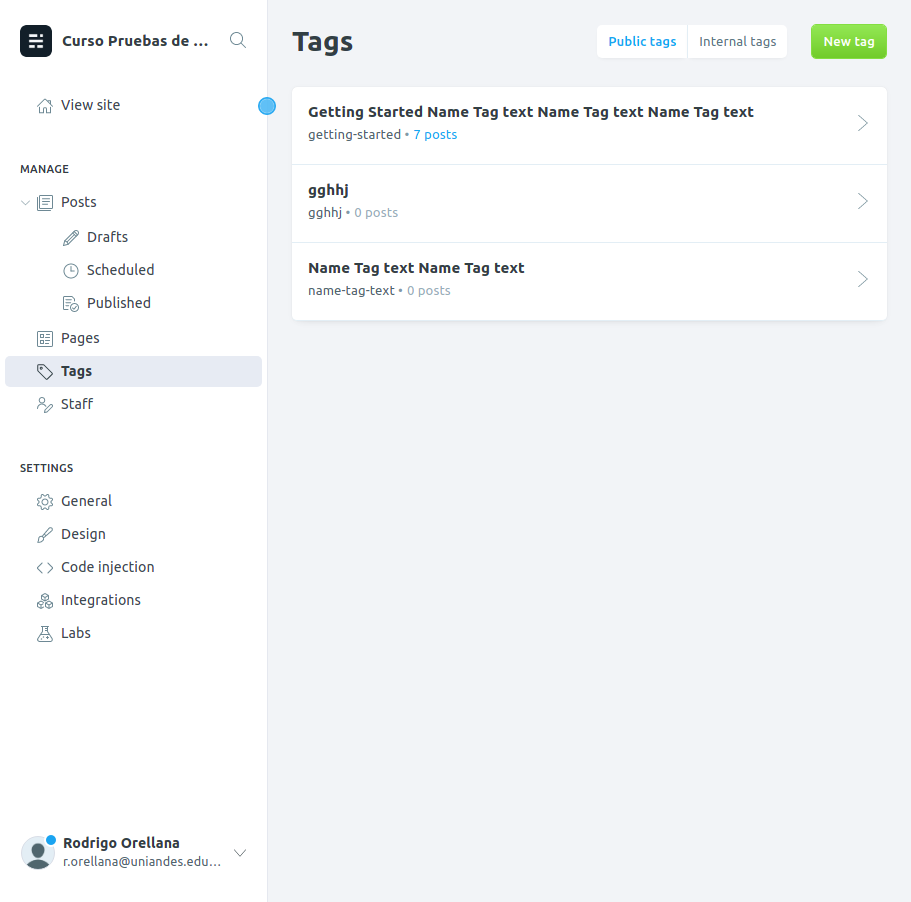 Curso Pruebas de ...
View site
MANAGE
Posts
Drafts
Scheduled
Published
Pages
Tags
Staff
SETTINGS
General
Design
Code injection
Integrations
Labs
Rodrigo Orellana
r.orellana@uniandes.edu...
Tags
Public tags
Internal tags
New tag
Getting Started Name Tag text Name Tag text Name Tag text
getting-started • 7 posts
gghhj
gghhj • 0 posts
Name Tag text Name Tag text
name-tag-text • 0 posts